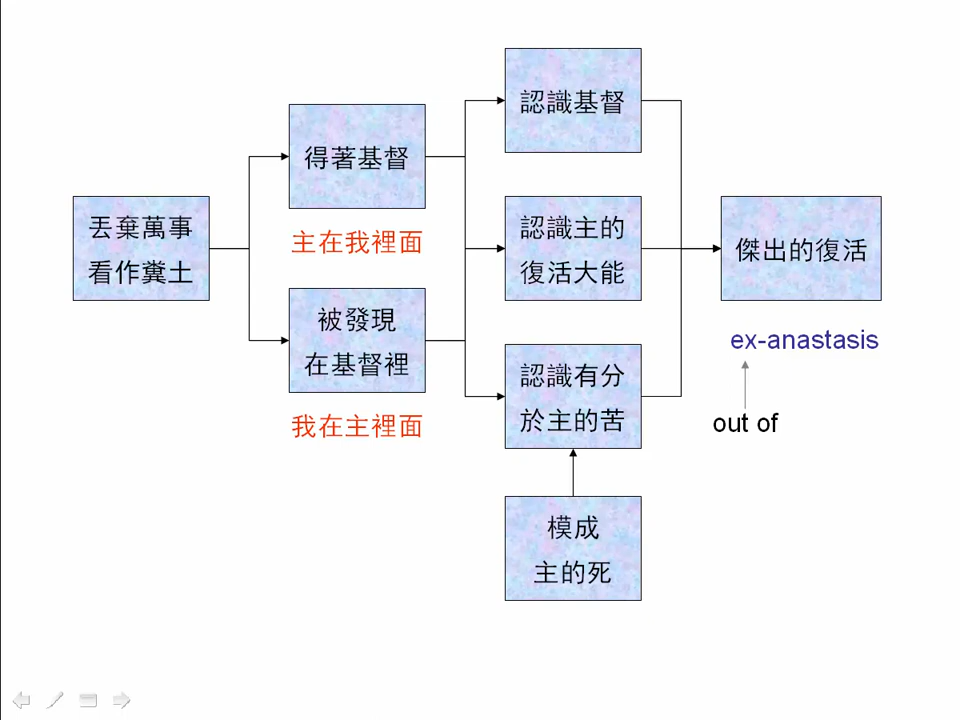 丟棄萬事
看作糞土
得著基督
主在我裡面
被發現
在基督裡
我在主裡面
認識基督
認識主的
復活大能
認識有分
於主的苦
模成
主的死
傑出的復活
ex-anastasis
out of